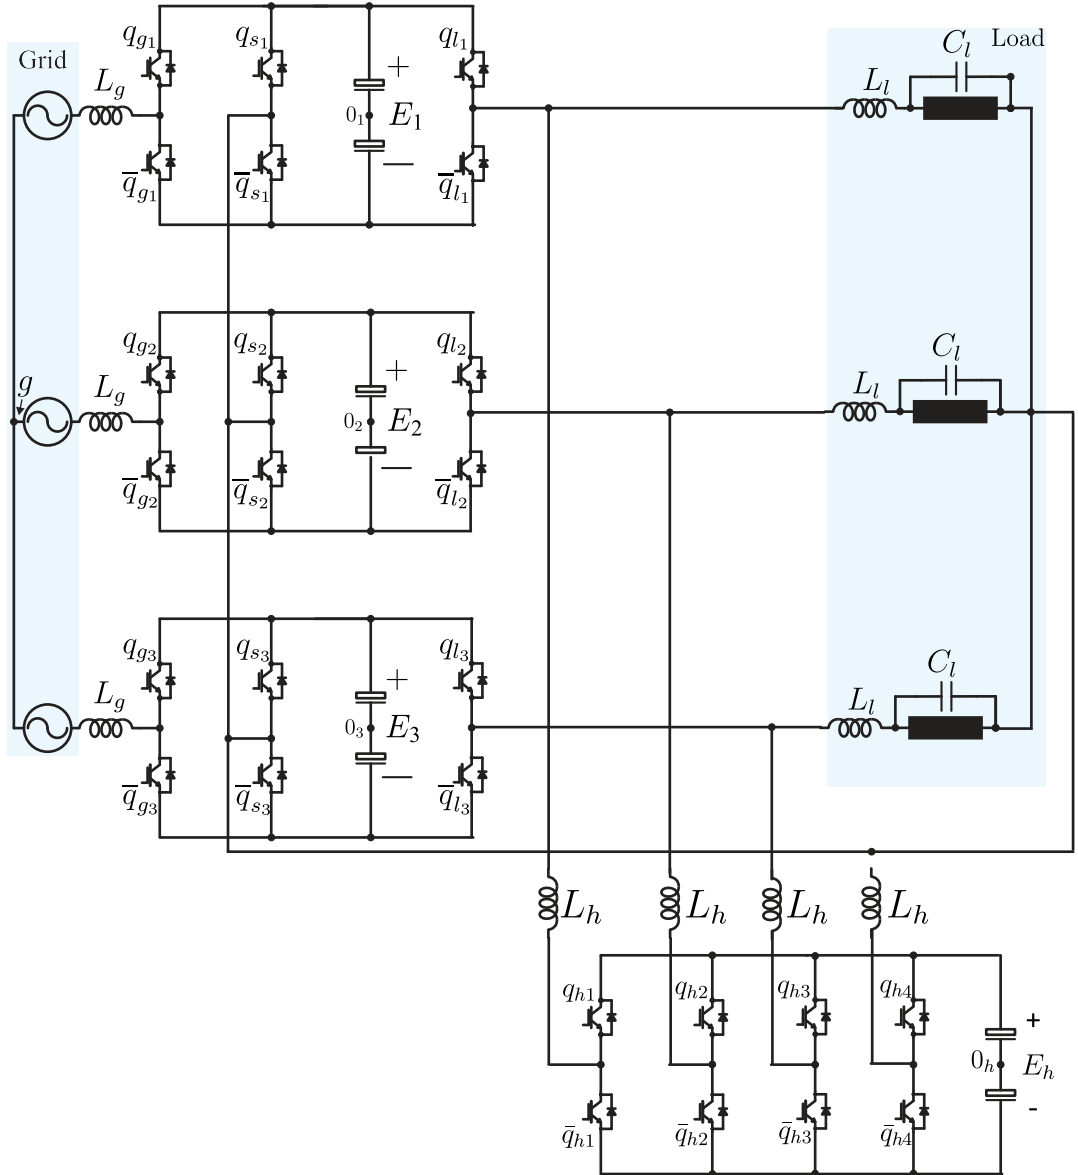 Grid
Load
q_{g1} q_{s1} q_{l1}
L_g
+
0_1 E_1
—
L_l C_l
q̅_{g1} q̅_{s1} q̅_{l1}
q_{g2} q_{s2} q_{l2}
g
L_g
+
0_2 E_2
—
L_l C_l
q̅_{g2} q̅_{s2} q̅_{l2}
q_{g3} q_{s3} q_{l3}
L_g
+
0_3 E_3
—
L_l C_l
q̅_{g3} q̅_{s3} q̅_{l3}
L_h L_h L_h L_h
q_{h1} q_{h2} q_{h3} q_{h4}
+
0_h E_h
-
q̅_{h1} q̅_{h2} q̅_{h3} q̅_{h4}